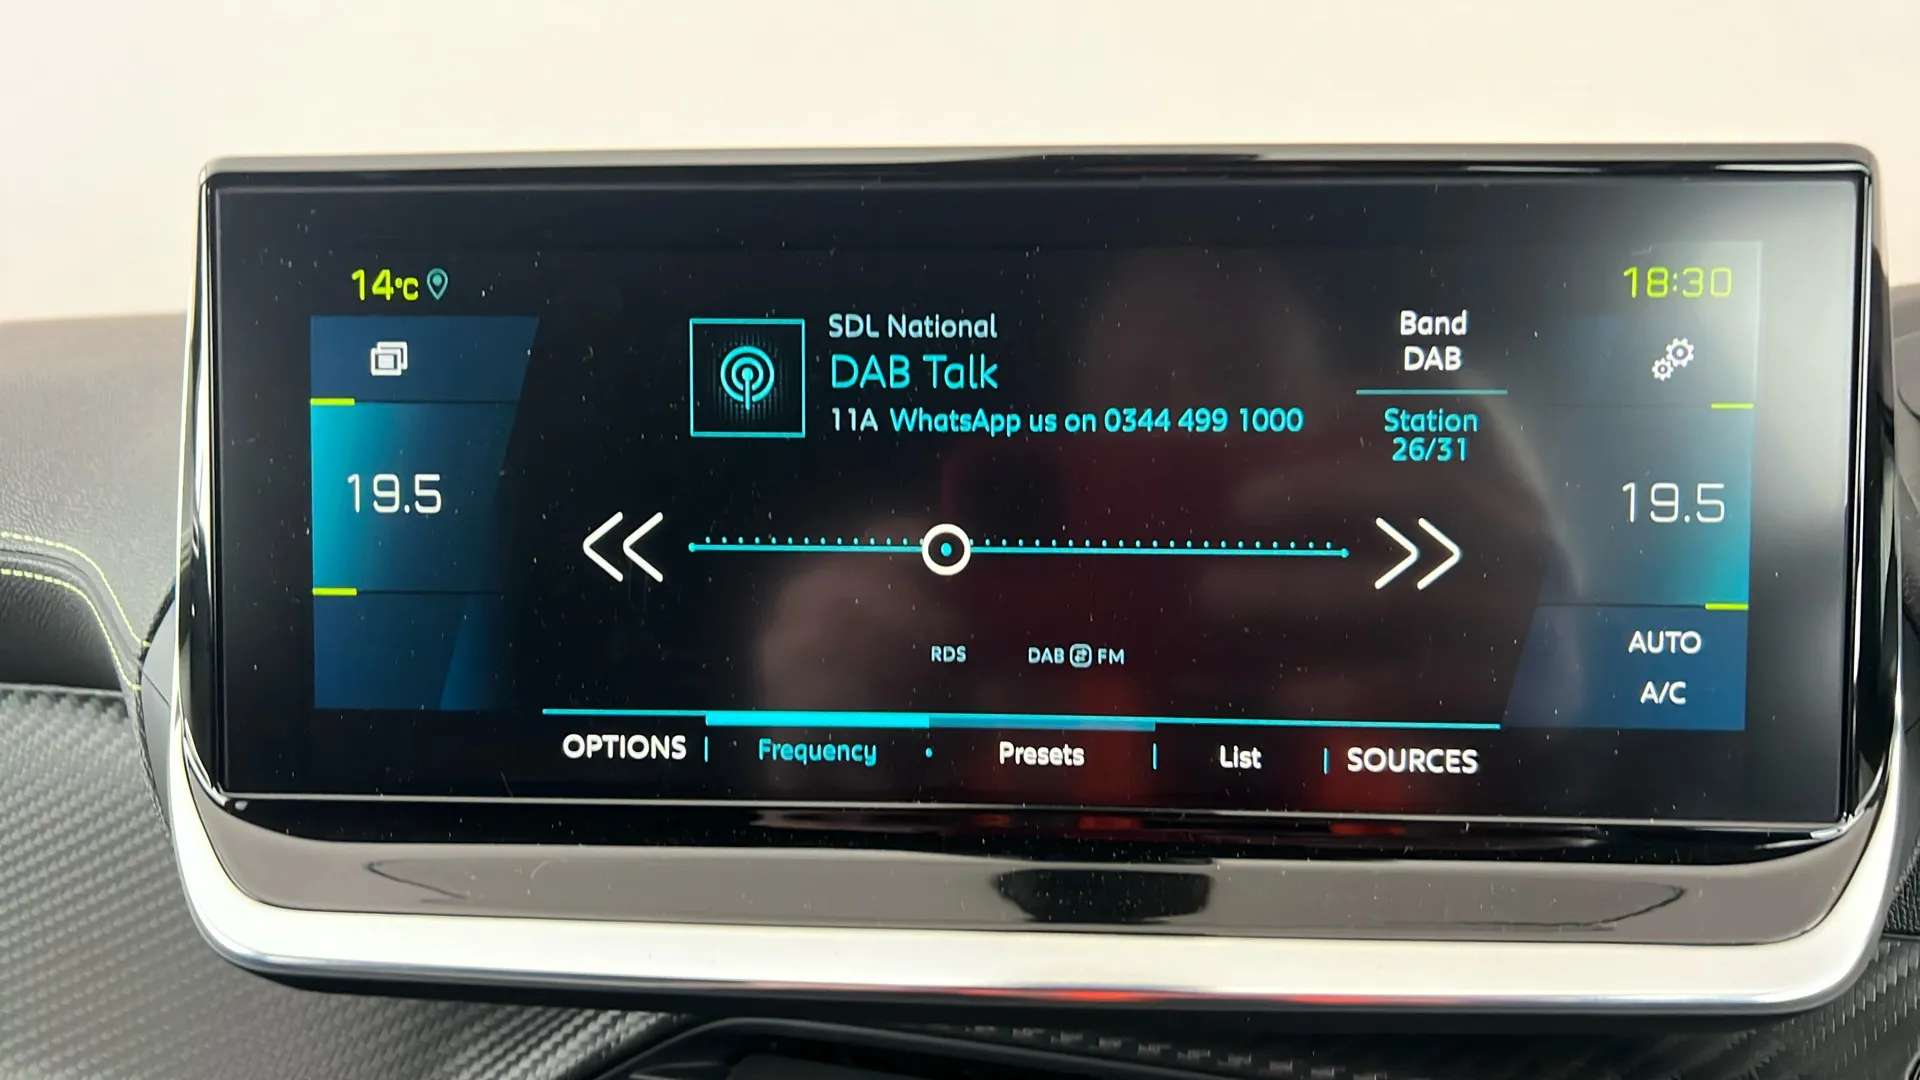 14°C
18:30
SDL National
DAB Talk
11A WhatsApp us on 0344 499 1000
Band
DAB
Station
26/31
19.5
19.5
RDS
DAB FM
AUTO
A/C
OPTIONS | Frequency • Presets | List | SOURCES